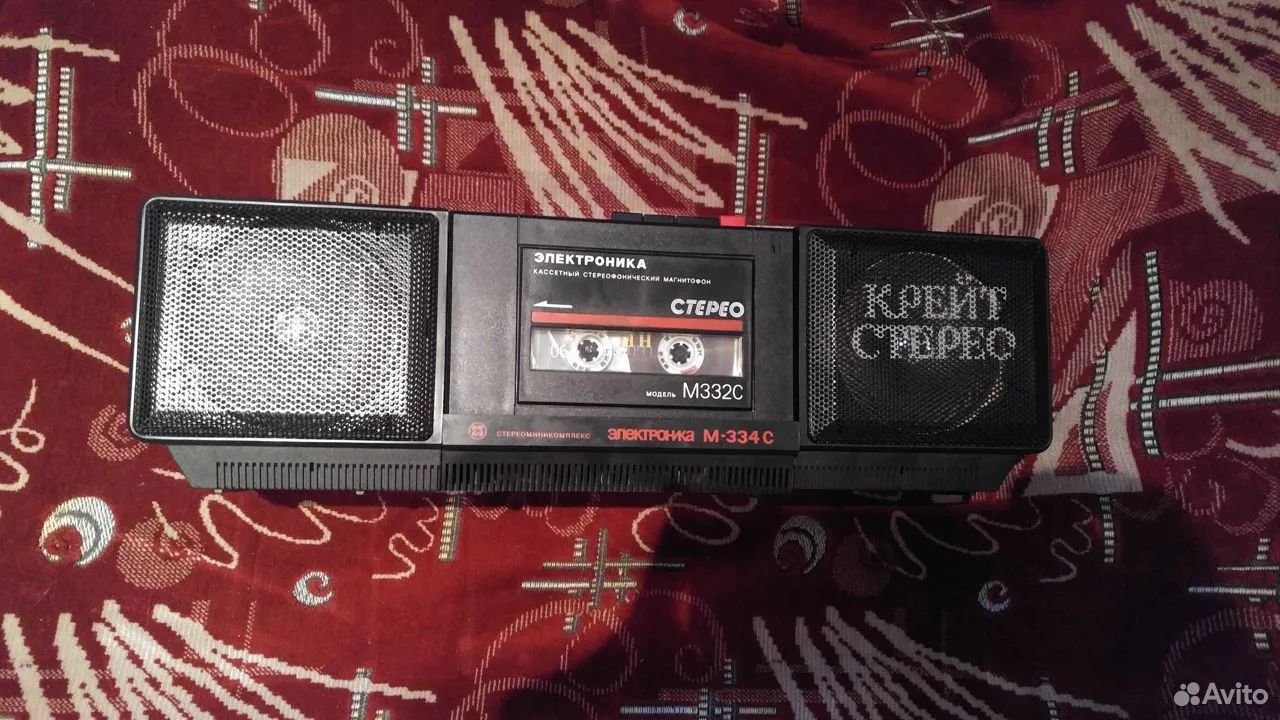 ЭЛЕКТРОНИКА
КАССЕТНЫЙ СТЕРЕОФОНИЧЕСКИЙ МАГНИТОФОН
СТЕРЕО
МОДЕЛЬ М332С
СТЕРЕОМИНИКОМПЛЕКС электроника М-334С
КРЕЙТ
СТЕРЕО
Avito